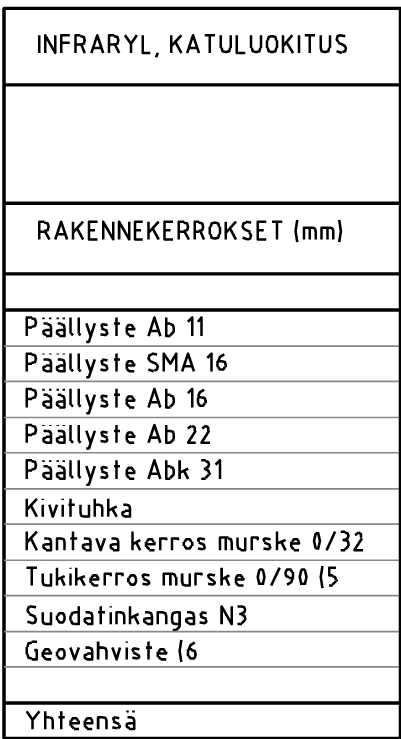 INFRARYL, KATULUOKITUS
RAKENNEKERROKSET (mm)
Päällyste Ab 11
Päällyste SMA 16
Päällyste Ab 16
Päällyste Ab 22
Päällyste Abk 31
Kivituhka
Kantava kerros murske 0/32
Tukikerros murske 0/90 (5
Suodatinkangas N3
Geovahviste (6
Yhteensä